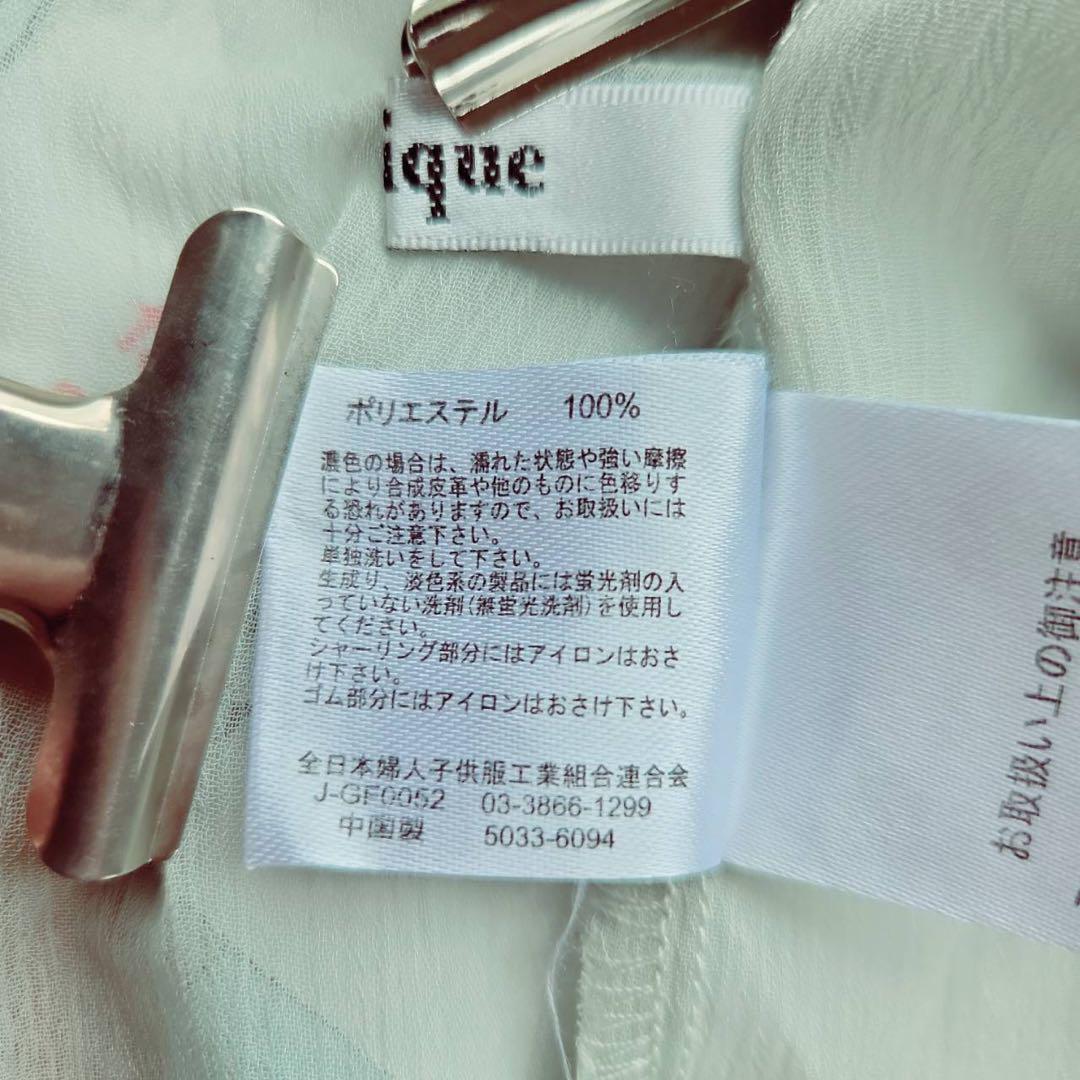 ique
ポリエステル 100%
濃色の場合は、濡れた状態や強い摩擦
により合成皮革や他のものに色移りす
る恐れがありますので、お取扱いには
十分ご注意下さい。
単独洗いをして下さい。
生成り、淡色系の製品には蛍光剤の入
っていない洗剤(無蛍光洗剤)を使用し
てください。
シャーリング部分にはアイロンはおさ
け下さい。
ゴム部分にはアイロンはおさけ下さい。
全日本婦人子供服工業組合連合会
J-GF0052 03-3866-1299
中国製 5033-6094
お取扱い上の御注意